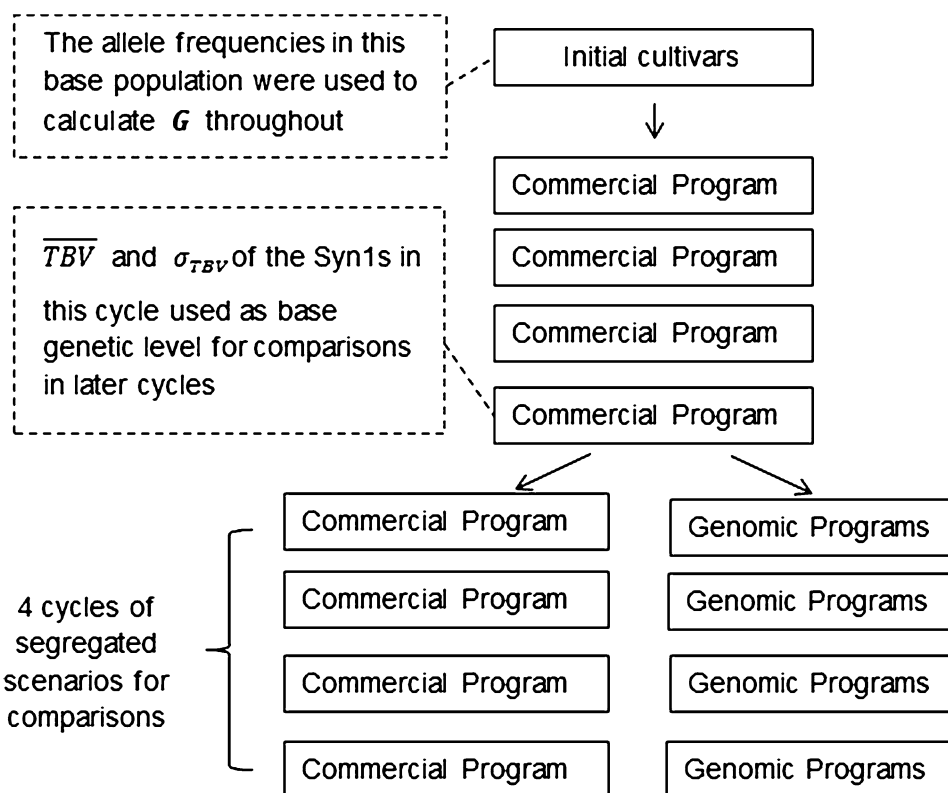 The allele frequencies in this
base population were used to
calculate G throughout
Initial cultivars
Commercial Program
Commercial Program
Commercial Program
Commercial Program
$\overline{TBV}$ and $\sigma_{TBV}$ of the Syn1s in
this cycle used as base
genetic level for comparisons
in later cycles
4 cycles of
segregated
scenarios for
comparisons
Commercial Program
Commercial Program
Commercial Program
Commercial Program
Genomic Programs
Genomic Programs
Genomic Programs
Genomic Programs